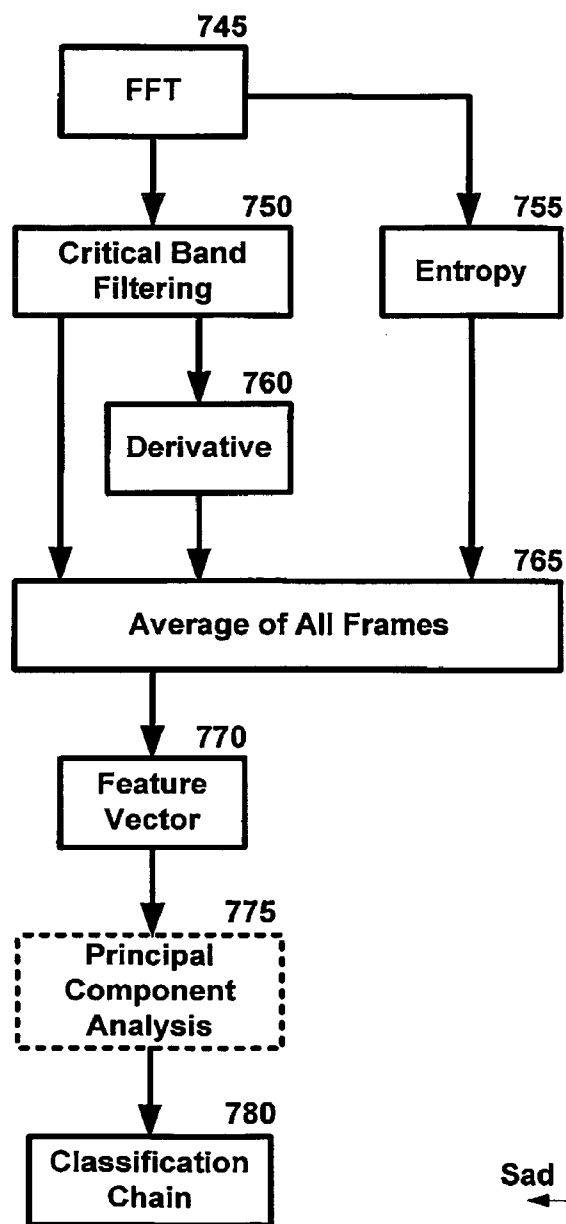 745
FFT
750
Critical Band
Filtering
755
Entropy
760
Derivative
765
Average of All Frames
770
Feature
Vector
775
Principal
Component
Analysis
780
Classification
Chain
Sad